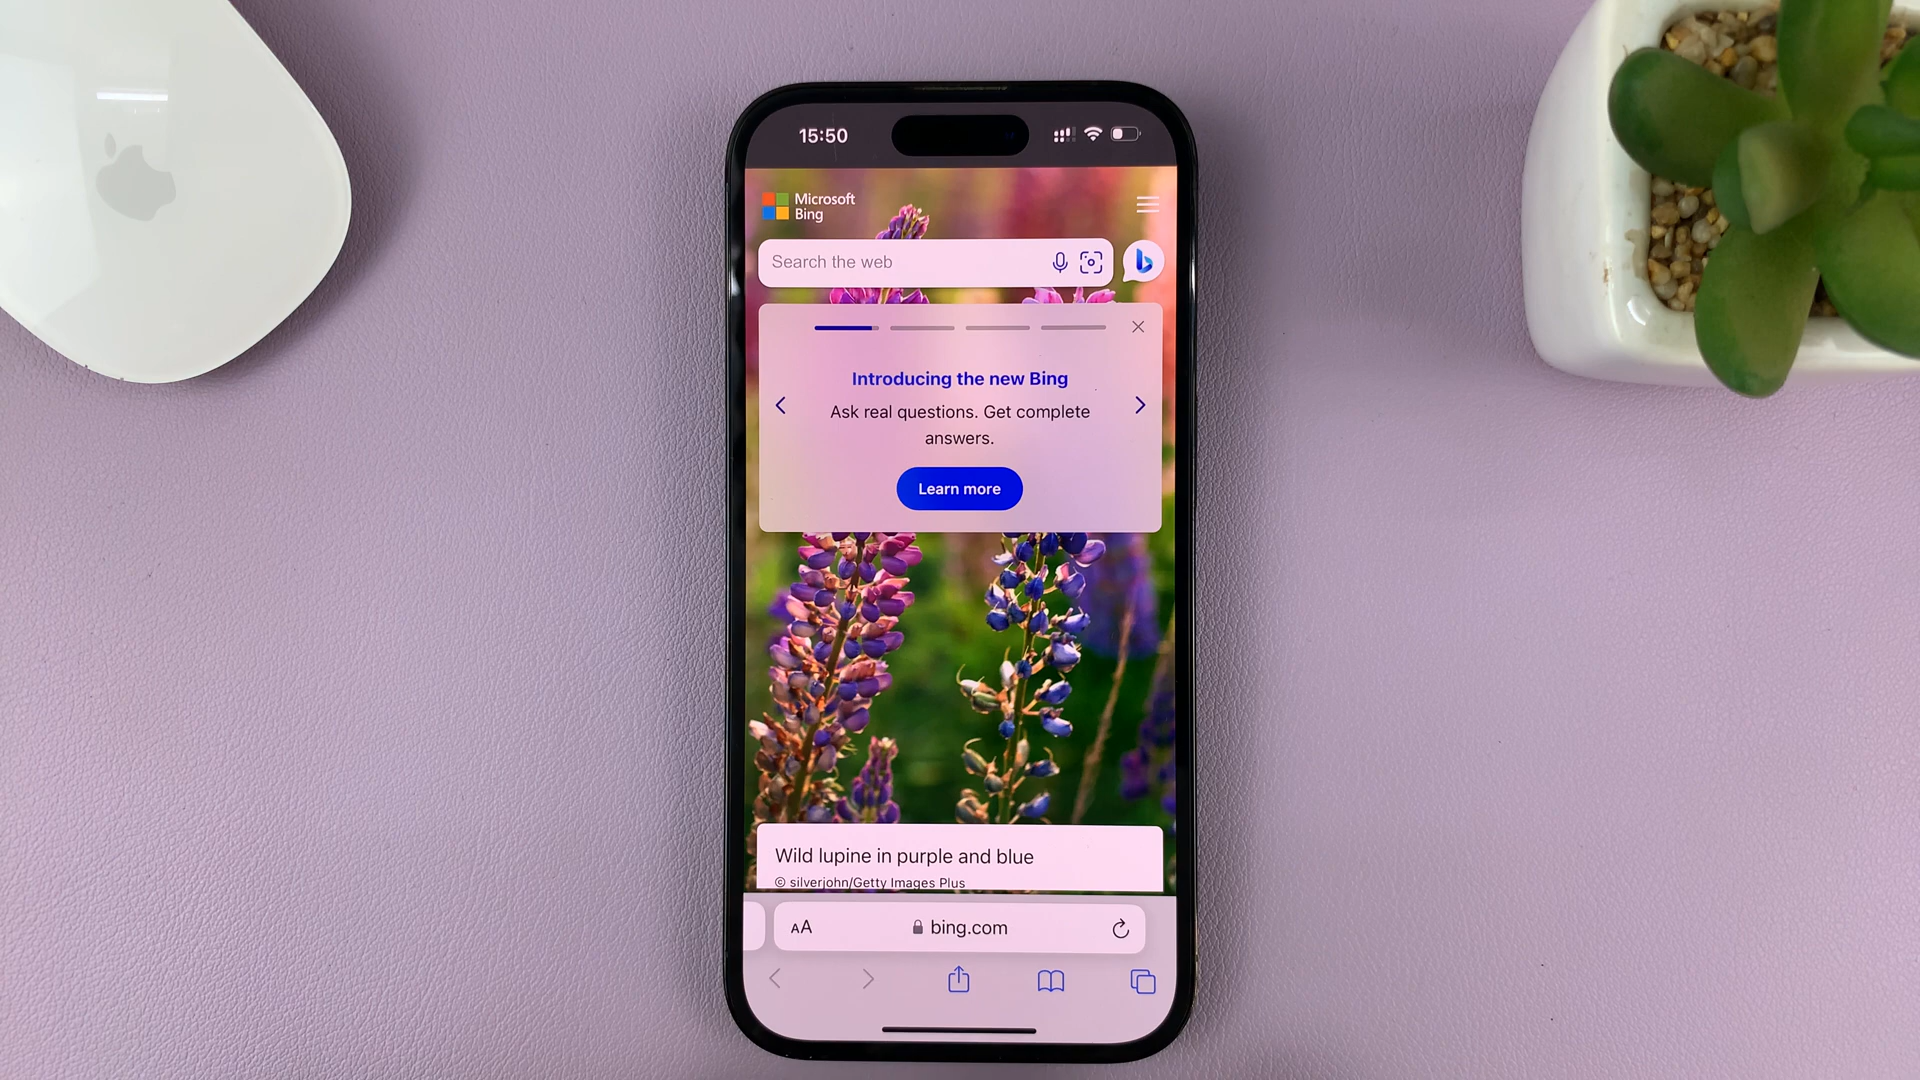 15:50
Microsoft
Bing
Search the web
Introducing the new Bing
Ask real questions. Get complete
answers.
Learn more
Wild lupine in purple and blue
© silverjohn/Getty Images Plus
AA
bing.com